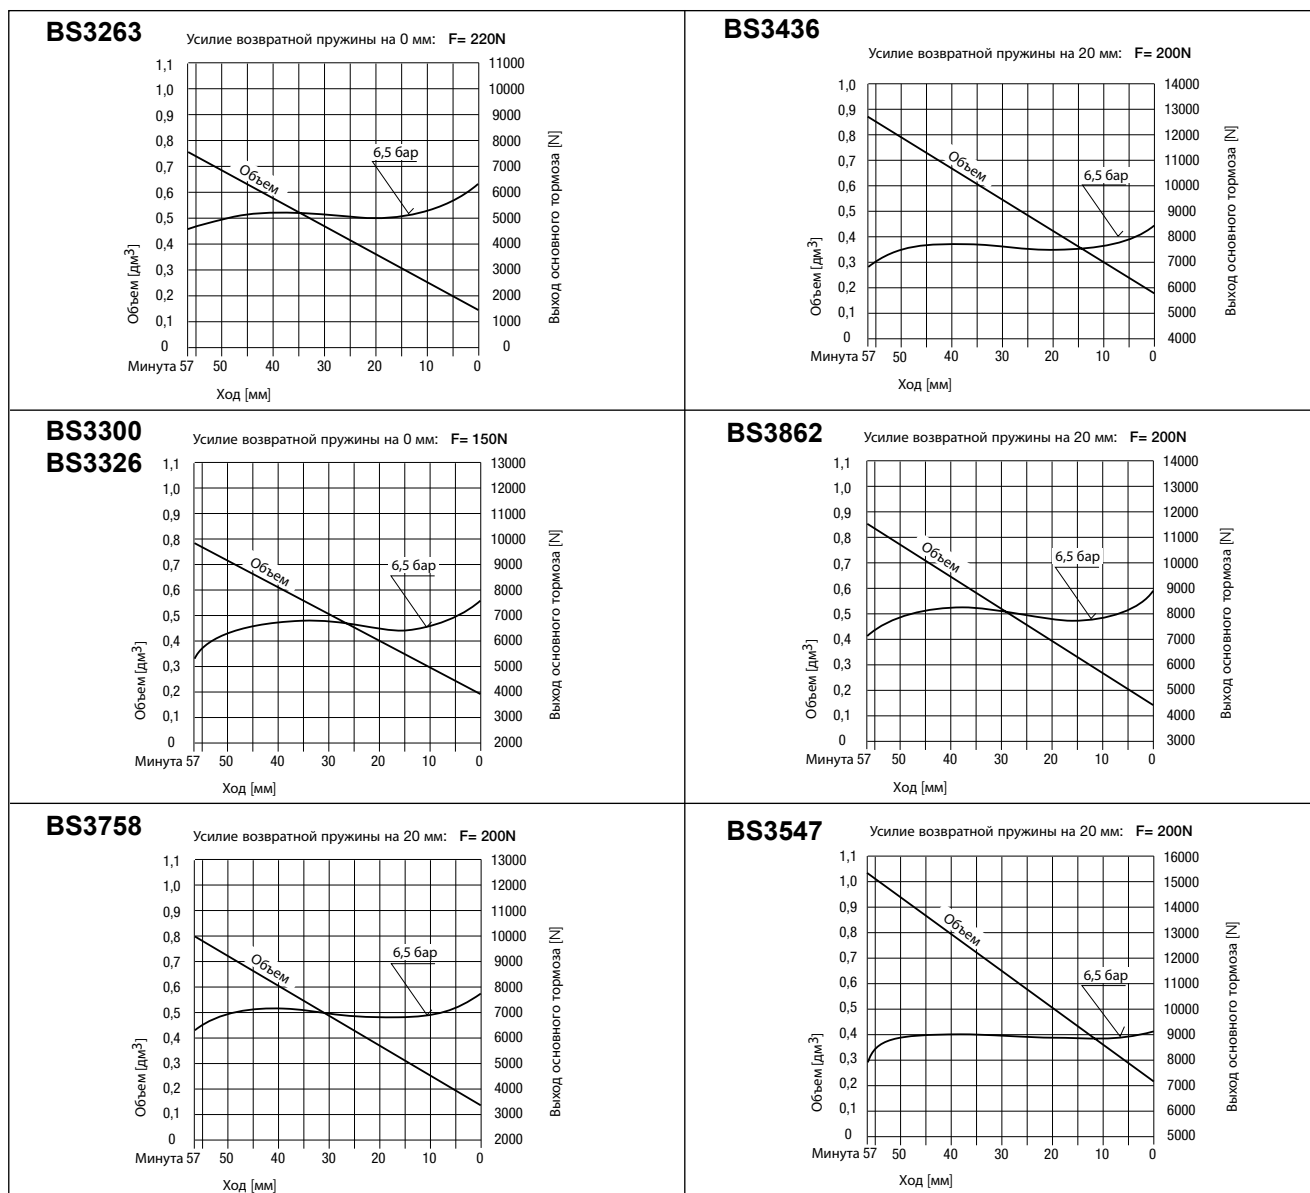 BS3263
Усилие возвратной пружины на 0 мм: F= 220N
1,1
1,0
0,9
0,8
0,7
0,6
0,5
0,4
0,3
0,2
0,1
0
Объем [дм³]
Объем
6,5 бар
11000
10000
9000
8000
7000
6000
5000
4000
3000
2000
1000
0
Выход основного тормоза [N]
Минута 57 50 40 30 20 10 0
Ход [мм]
BS3436
Усилие возвратной пружины на 20 мм: F= 200N
1,0
0,9
0,8
0,7
0,6
0,5
0,4
0,3
0,2
0,1
0
Объем [дм³]
Объем
6,5 бар
14000
13000
12000
11000
10000
9000
8000
7000
6000
5000
4000
Выход основного тормоза [N]
Минута 57 50 40 30 20 10 0
Ход [мм]
BS3300
BS3326
Усилие возвратной пружины на 0 мм: F= 150N
1,1
1,0
0,9
0,8
0,7
0,6
0,5
0,4
0,3
0,2
0,1
0
Объем [дм³]
Объем
6,5 бар
13000
12000
11000
10000
9000
8000
7000
6000
5000
4000
3000
2000
Выход основного тормоза [N]
Минута 57 50 40 30 20 10 0
Ход [мм]
BS3862
Усилие возвратной пружины на 20 мм: F= 200N
1,1
1,0
0,9
0,8
0,7
0,6
0,5
0,4
0,3
0,2
0,1
0
Объем [дм³]
Объем
6,5 бар
14000
13000
12000
11000
10000
9000
8000
7000
6000
5000
4000
3000
Выход основного тормоза [N]
Минута 57 50 40 30 20 10 0
Ход [мм]
BS3758
Усилие возвратной пружины на 20 мм: F= 200N
1,1
1,0
0,9
0,8
0,7
0,6
0,5
0,4
0,3
0,2
0,1
0
Объем [дм³]
Объем
6,5 бар
13000
12000
11000
10000
9000
8000
7000
6000
5000
4000
3000
2000
Выход основного тормоза [N]
Минута 57 50 40 30 20 10 0
Ход [мм]
BS3547
Усилие возвратной пружины на 20 мм: F= 200N
1,1
1,0
0,9
0,8
0,7
0,6
0,5
0,4
0,3
0,2
0,1
0
Объем [дм³]
Объем
6,5 бар
16000
15000
14000
13000
12000
11000
10000
9000
8000
7000
6000
5000
Выход основного тормоза [N]
Минута 57 50 40 30 20 10 0
Ход [мм]